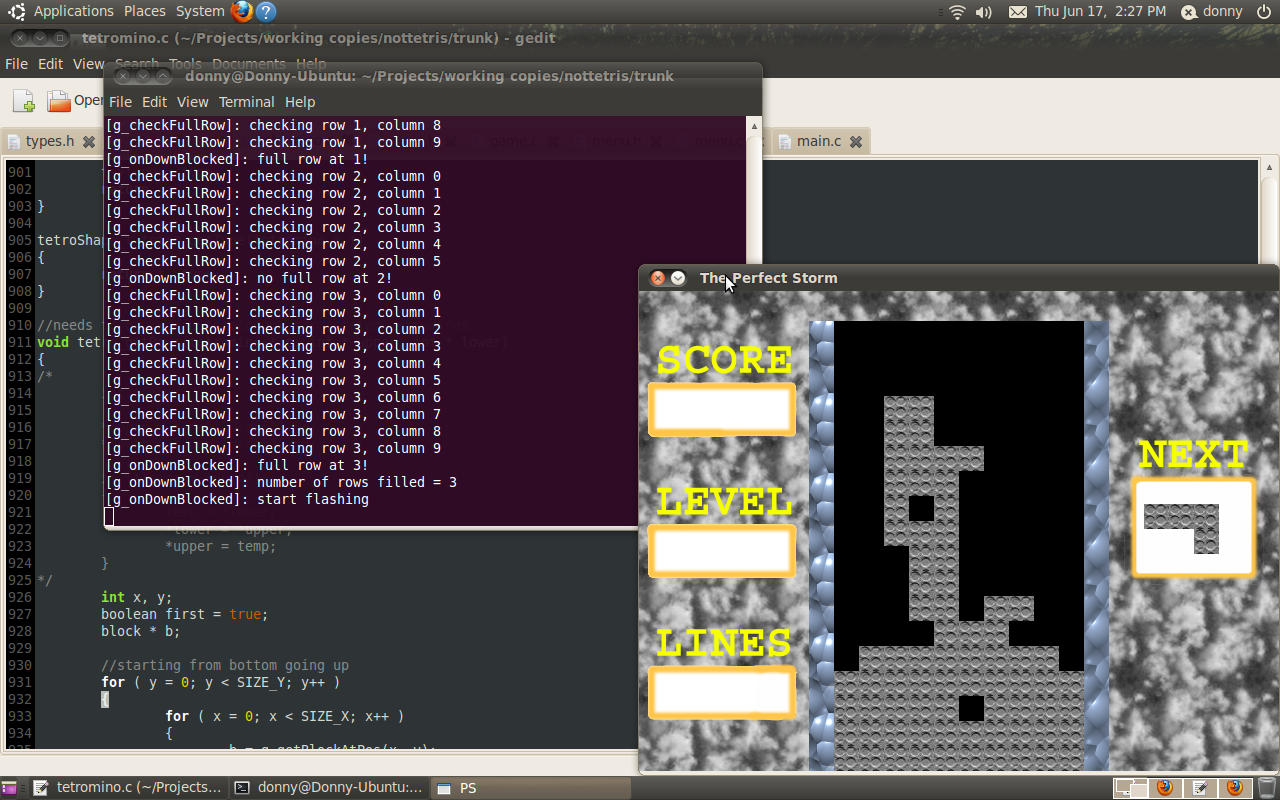 Applications Places System ? Thu Jun 17, 2:27 PM donny
tetromino.c (~/Projects/working copies/nottetris/trunk) - gedit
File Edit View Search Tools Documents Help
donny@Donny-Ubuntu: ~/Projects/working copies/nottetris/trunk
File Edit View Terminal Help
Open
types.h
main.c
[g_checkFullRow]: checking row 1, column 8
[g_checkFullRow]: checking row 1, column 9
[g_onDownBlocked]: full row at 1!
[g_checkFullRow]: checking row 2, column 0
[g_checkFullRow]: checking row 2, column 1
[g_checkFullRow]: checking row 2, column 2
[g_checkFullRow]: checking row 2, column 3
[g_checkFullRow]: checking row 2, column 4
[g_checkFullRow]: checking row 2, column 5
[g_onDownBlocked]: no full row at 2!
[g_checkFullRow]: checking row 3, column 0
[g_checkFullRow]: checking row 3, column 1
[g_checkFullRow]: checking row 3, column 2
[g_checkFullRow]: checking row 3, column 3
[g_checkFullRow]: checking row 3, column 4
[g_checkFullRow]: checking row 3, column 5
[g_checkFullRow]: checking row 3, column 6
[g_checkFullRow]: checking row 3, column 7
[g_checkFullRow]: checking row 3, column 8
[g_checkFullRow]: checking row 3, column 9
[g_onDownBlocked]: full row at 3!
[g_onDownBlocked]: number of rows filled = 3
[g_onDownBlocked]: start flashing
901
902
903 }
904
905 tetroShap
906 {
907
908 }
909
910 //needs
911 void tet
912 {
913 /*
914
915
916
917
918
919
920
921
922 *lower = *upper;
923 *upper = temp;
924 }
925 */
926 int x, y;
927 boolean first = true;
928 block * b;
929
930 //starting from bottom going up
931 for ( y = 0; y < SIZE_Y; y++ )
932 {
933 for ( x = 0; x < SIZE_X; x++ )
934 {
The Perfect Storm
SCORE
LEVEL
LINES
NEXT
tetromino.c (~/Projects... donny@Donny-Ubuntu:... PS